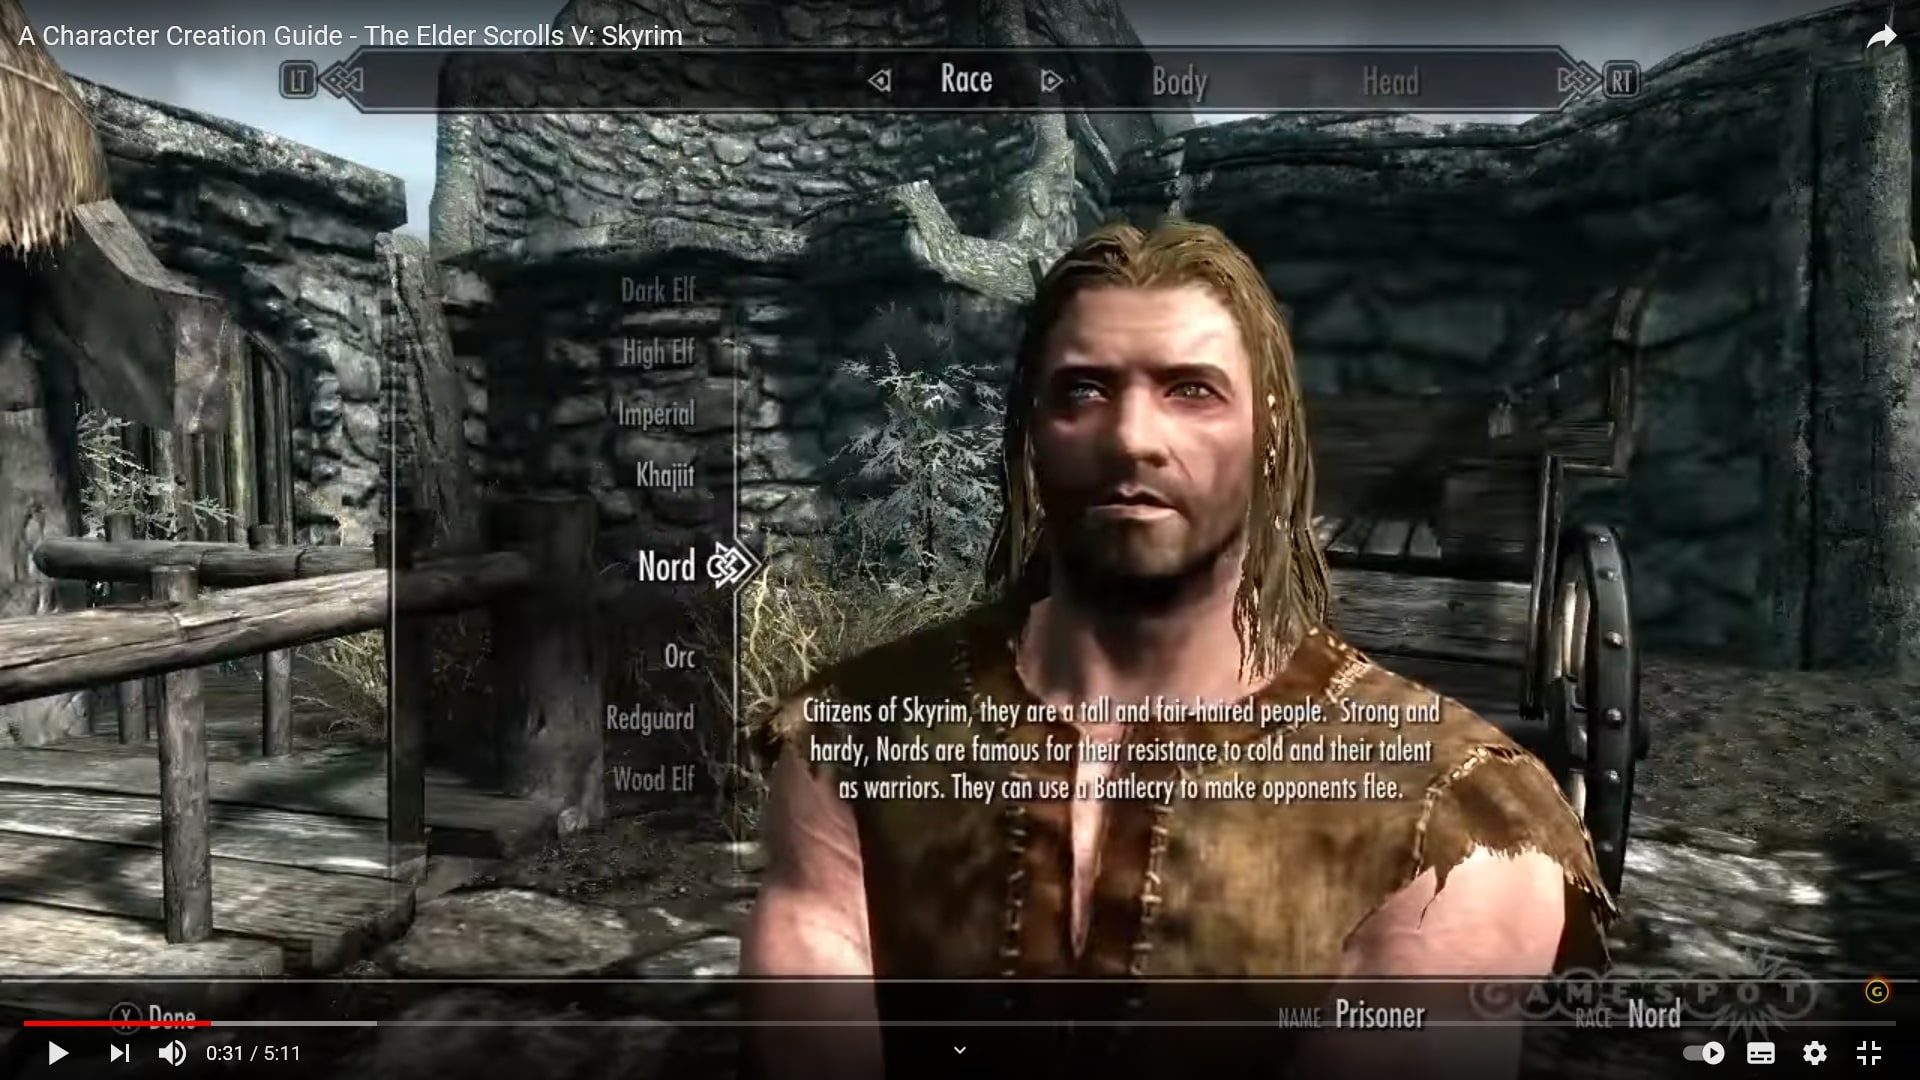 A Character Creation Guide - The Elder Scrolls V: Skyrim
LT Race Body Head RT
Dark Elf
High Elf
Imperial
Khajiit
Nord
Orc
Redguard
Wood Elf
Citizens of Skyrim, they are a tall and fair-haired people. Strong and
hardy, Nords are famous for their resistance to cold and their talent
as warriors. They can use a Battlecry to make opponents flee.
GAMESPOT
G
X Done NAME Prisoner RACE Nord
0:31 / 5:11